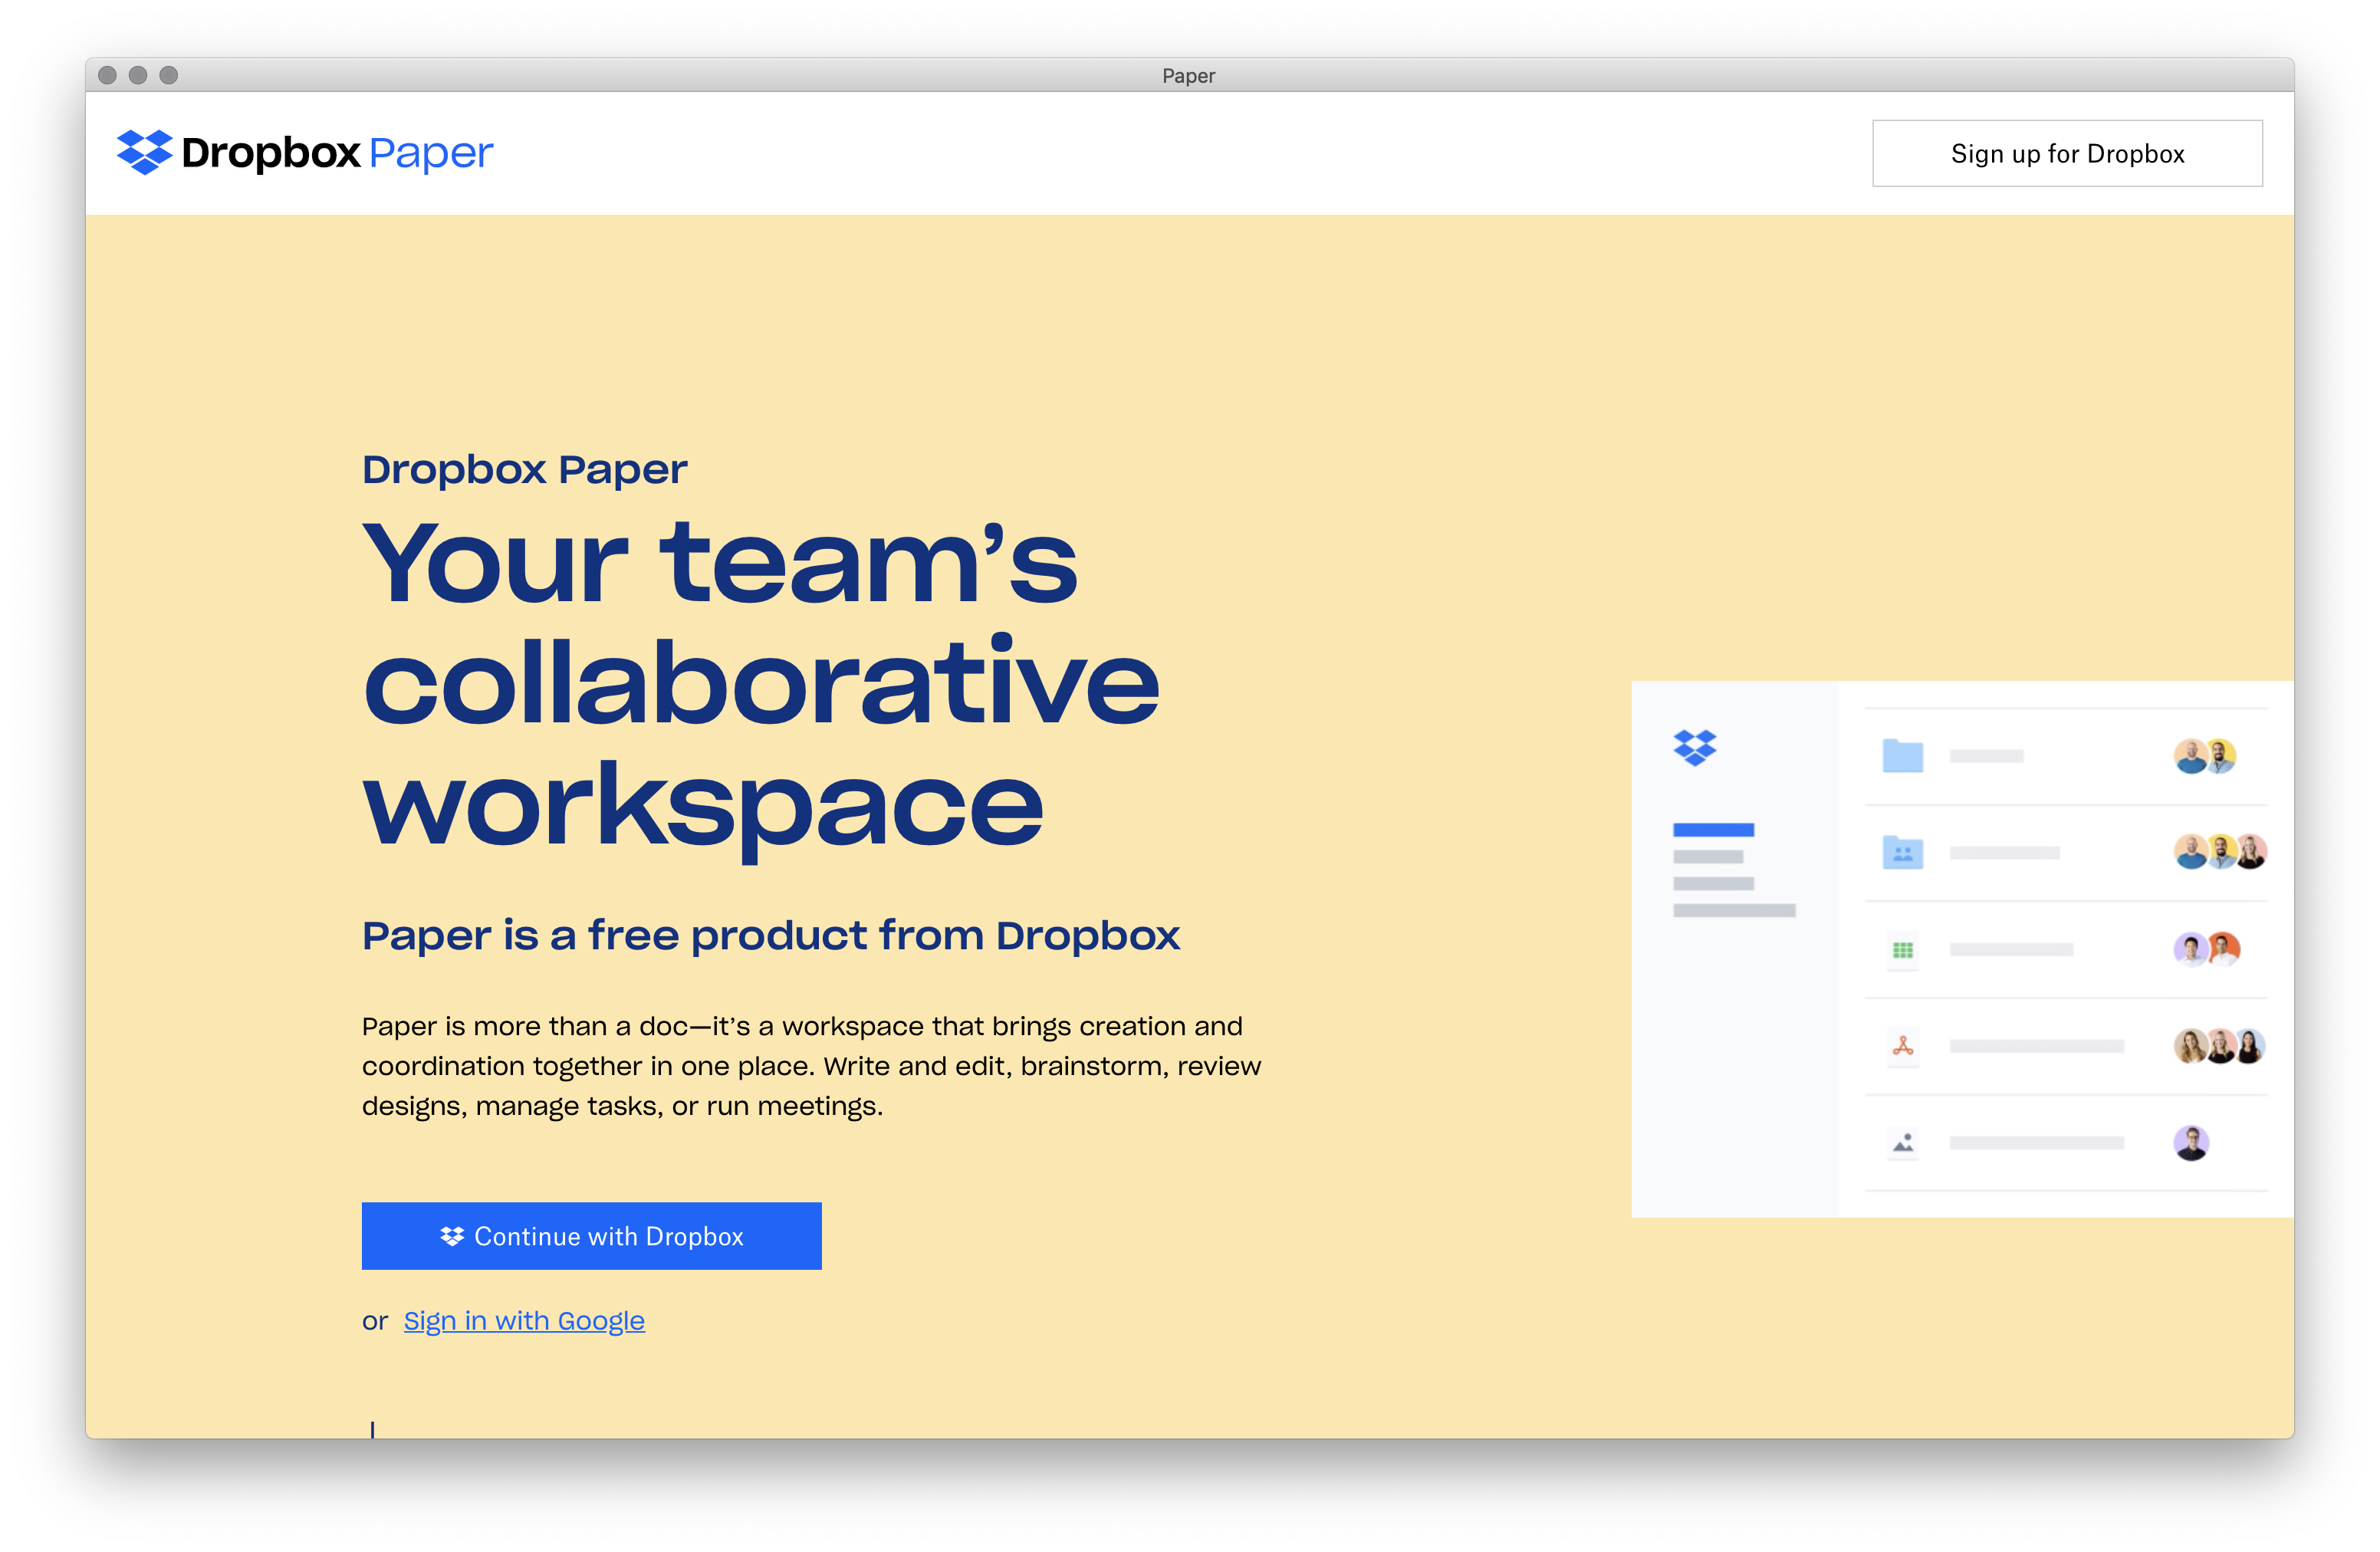 Paper
Dropbox Paper
Sign up for Dropbox
Dropbox Paper
Your team’s
collaborative
workspace
Paper is a free product from Dropbox
Paper is more than a doc—it’s a workspace that brings creation and
coordination together in one place. Write and edit, brainstorm, review
designs, manage tasks, or run meetings.
Continue with Dropbox
or Sign in with Google